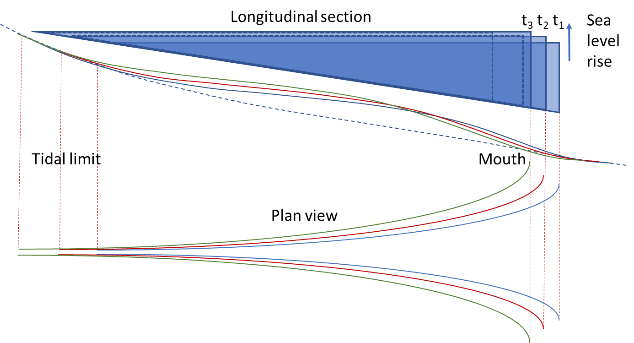 Longitudinal section
t3 t2 t1
Sea
level
rise
Tidal limit
Mouth
Plan view